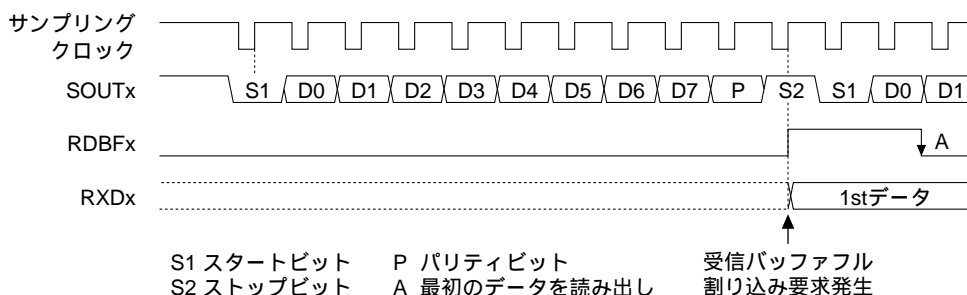 サンプリング
クロック
SOUTx S1 D0 D1 D2 D3 D4 D5 D6 D7 P S2 S1 D0 D1
RDBFx A
RXDx 1stデータ
S1 スタートビット P パリティビット 受信バッファフル
S2 ストップビット A 最初のデータを読み出し 割り込み要求発生